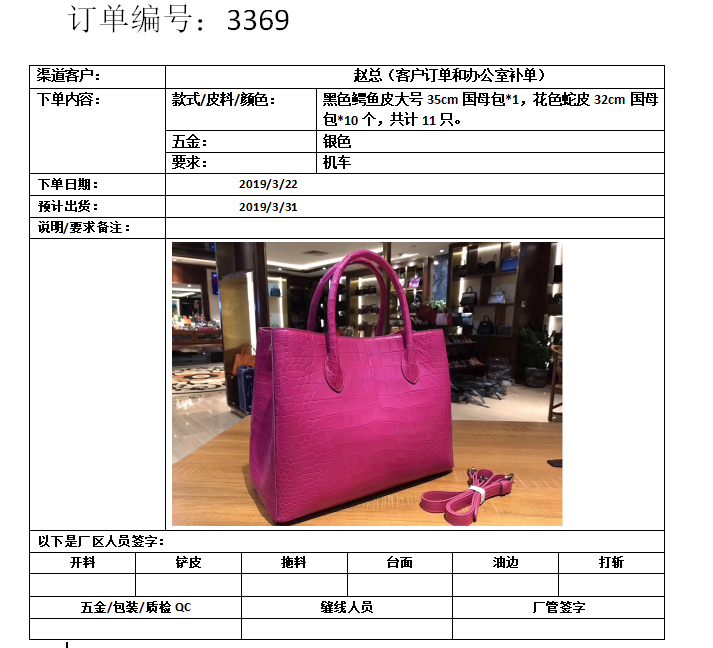 订单编号：3369
渠道客户： 赵总（客户订单和办公室补单）
下单内容： 款式/皮料/颜色： 黑色鳄鱼皮大号 35cm 国母包*1，花色蛇皮 32cm 国母
包*10 个，共计 11 只。
五金： 银色
要求： 机车
下单日期： 2019/3/22
预计出货： 2019/3/31
说明/要求备注：
以下是厂区人员签字：
开料 铲皮 拖料 台面 油边 打斩
五金/包装/质检 QC 缝线人员 厂管签字